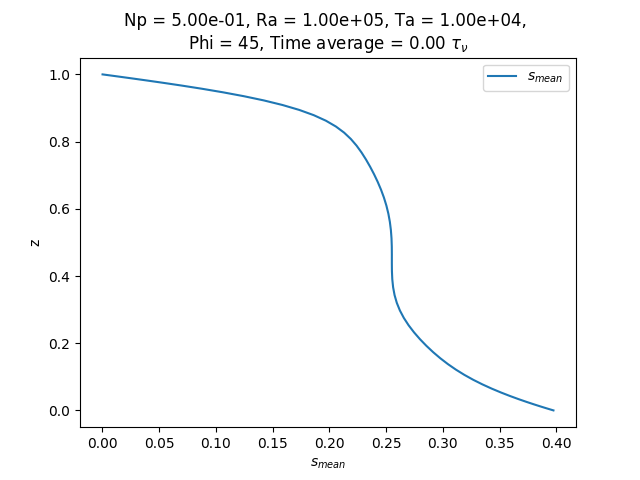 Np = 5.00e-01, Ra = 1.00e+05, Ta = 1.00e+04,
Phi = 45, Time average = 0.00 τν
s_mean
1.0
0.8
0.6
0.4
0.2
0.0
z
0.00 0.05 0.10 0.15 0.20 0.25 0.30 0.35 0.40
s_mean